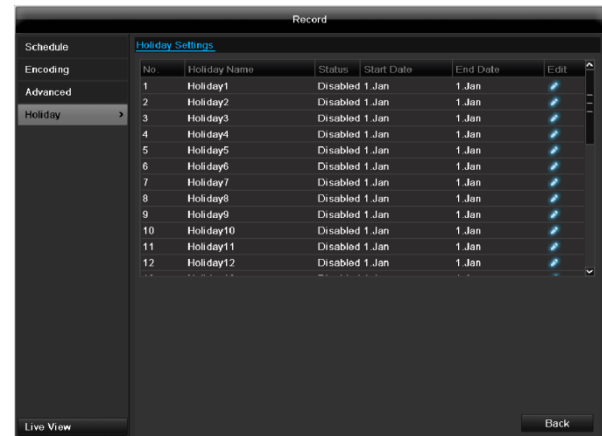 Record
Schedule
Encoding
Advanced
Holiday >
Holiday Settings
No. Holiday Name Status Start Date End Date Edit
1 Holiday1 Disabled 1.Jan 1.Jan
2 Holiday2 Disabled 1.Jan 1.Jan
3 Holiday3 Disabled 1.Jan 1.Jan
4 Holiday4 Disabled 1.Jan 1.Jan
5 Holiday5 Disabled 1.Jan 1.Jan
6 Holiday6 Disabled 1.Jan 1.Jan
7 Holiday7 Disabled 1.Jan 1.Jan
8 Holiday8 Disabled 1.Jan 1.Jan
9 Holiday9 Disabled 1.Jan 1.Jan
10 Holiday10 Disabled 1.Jan 1.Jan
11 Holiday11 Disabled 1.Jan 1.Jan
12 Holiday12 Disabled 1.Jan 1.Jan
Live View
Back